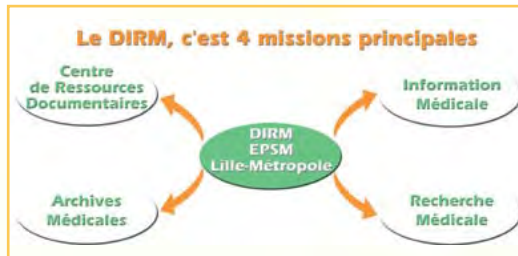 Le DIRM, c'est 4 missions principales
Centre
de Ressources
Documentaires
Information
Médicale
DIRM
EPSM
Lille-Métropole
Archives
Médicales
Recherche
Médicale